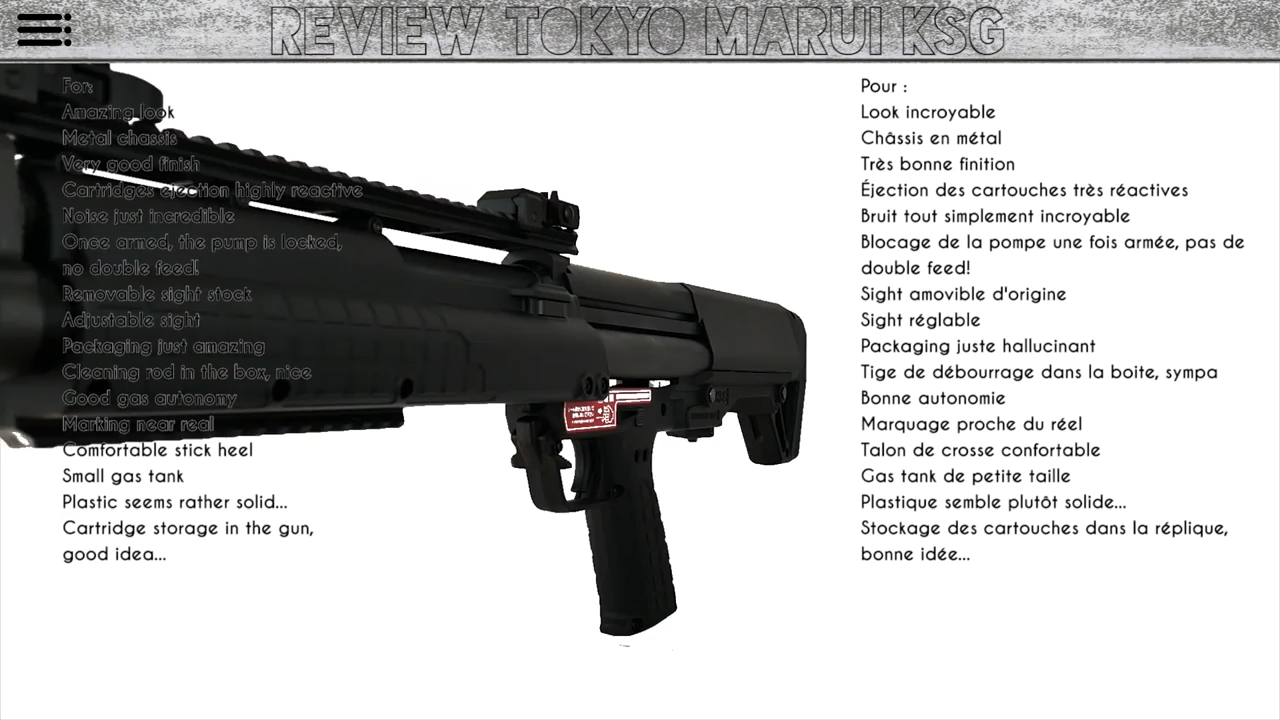 REVIEW TOKYO MARUI KSG
For:
Amazing look
Metal chassis
Very good finish
Cartridges ejection highly reactive
Noise just incredible
Once armed, the pump is locked,
no double feed!
Removable sight stock
Adjustable sight
Packaging just amazing
Cleaning rod in the box, nice
Good gas autonomy
Marking near real
Comfortable stick heel
Small gas tank
Plastic seems rather solid...
Cartridge storage in the gun,
good idea...
Pour :
Look incroyable
Châssis en métal
Très bonne finition
Éjection des cartouches très réactives
Bruit tout simplement incroyable
Blocage de la pompe une fois armée, pas de
double feed!
Sight amovible d'origine
Sight réglable
Packaging juste hallucinant
Tige de débourrage dans la boite, sympa
Bonne autonomie
Marquage proche du réel
Talon de crosse confortable
Gas tank de petite taille
Plastique semble plutôt solide...
Stockage des cartouches dans la réplique,
bonne idée...